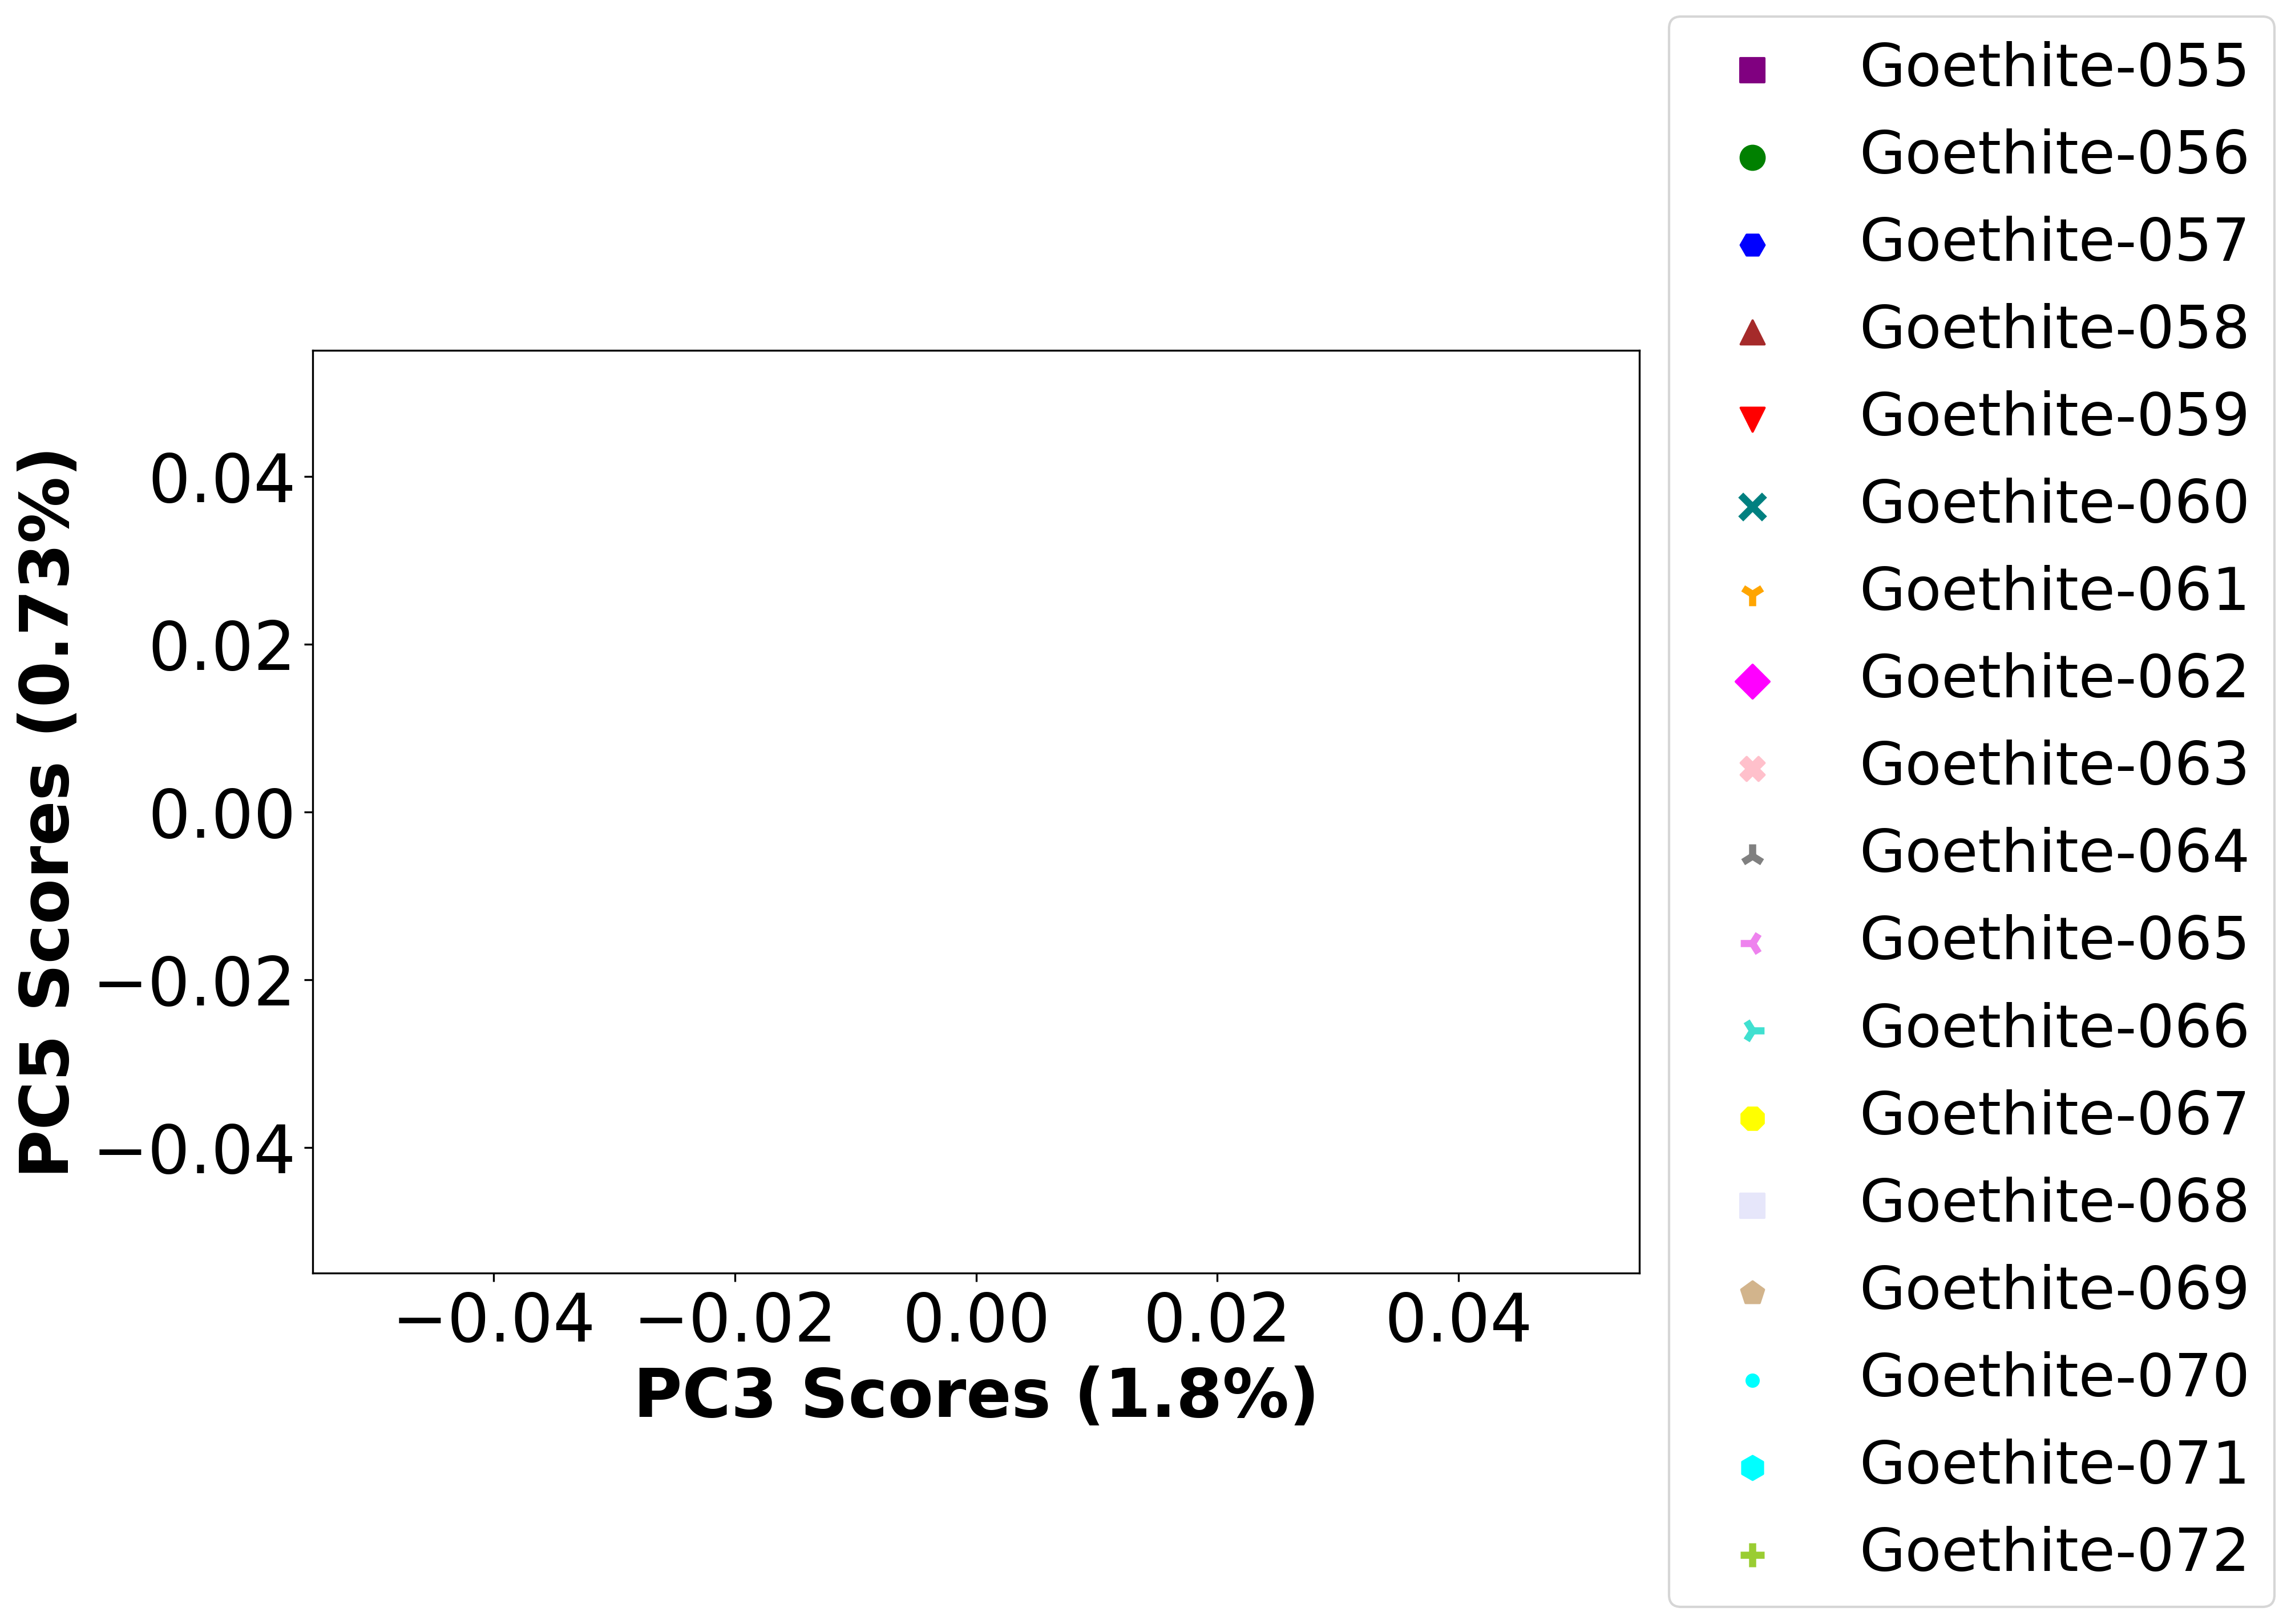 PC5 Scores (0.73%)
0.04
0.02
0.00
−0.02
−0.04
−0.04
−0.02
0.00
0.02
0.04
PC3 Scores (1.8%)
Goethite-055
Goethite-056
Goethite-057
Goethite-058
Goethite-059
Goethite-060
Goethite-061
Goethite-062
Goethite-063
Goethite-064
Goethite-065
Goethite-066
Goethite-067
Goethite-068
Goethite-069
Goethite-070
Goethite-071
Goethite-072